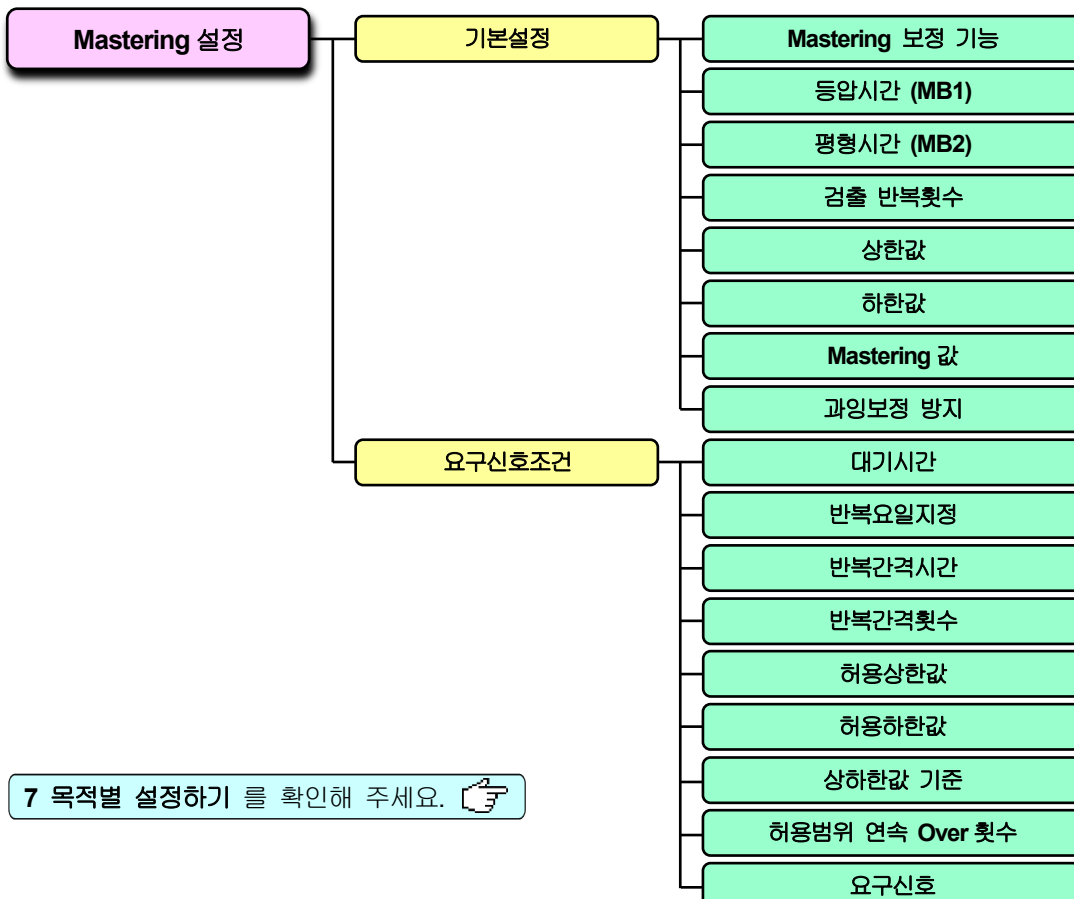 Mastering 설정
기본설정
Mastering 보정 기능
등압시간 (MB1)
평형시간 (MB2)
검출 반복횟수
상한값
하한값
Mastering 값
과잉보정 방지
요구신호조건
대기시간
반복요일지정
반복간격시간
반복간격횟수
허용상한값
허용하한값
상하한값 기준
허용범위 연속 Over 횟수
요구신호
7 목적별 설정하기 를 확인해 주세요.